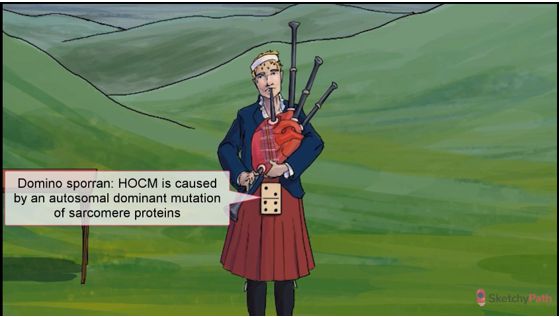 Domino sporran: HOCM is caused
by an autosomal dominant mutation
of sarcomere proteins
SketchyPath